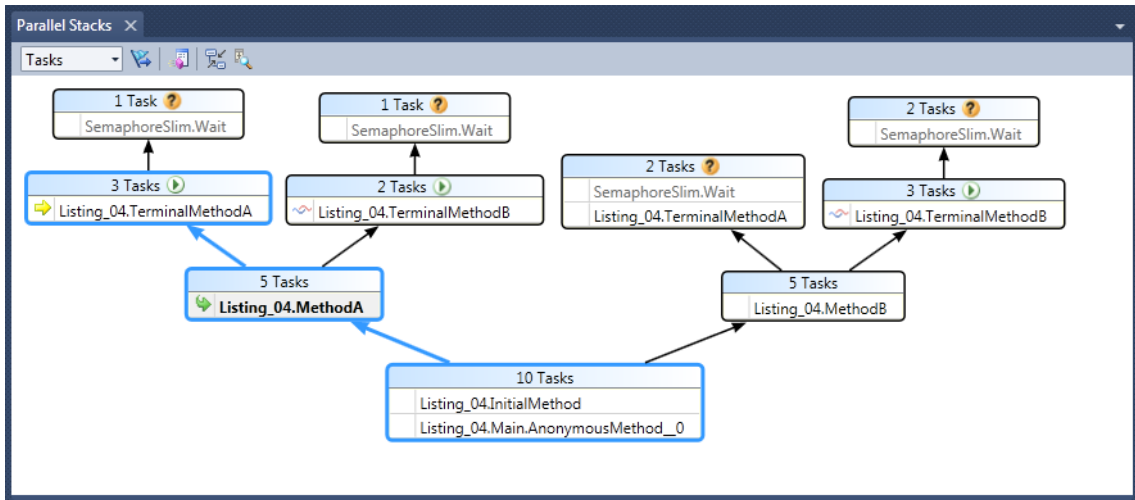 Parallel Stacks
Tasks
1 Task
SemaphoreSlim.Wait
1 Task
SemaphoreSlim.Wait
2 Tasks
SemaphoreSlim.Wait
3 Tasks
Listing_04.TerminalMethodA
2 Tasks
Listing_04.TerminalMethodB
2 Tasks
SemaphoreSlim.Wait
Listing_04.TerminalMethodA
3 Tasks
Listing_04.TerminalMethodB
5 Tasks
Listing_04.MethodA
5 Tasks
Listing_04.MethodB
10 Tasks
Listing_04.InitialMethod
Listing_04.Main.AnonymousMethod__0